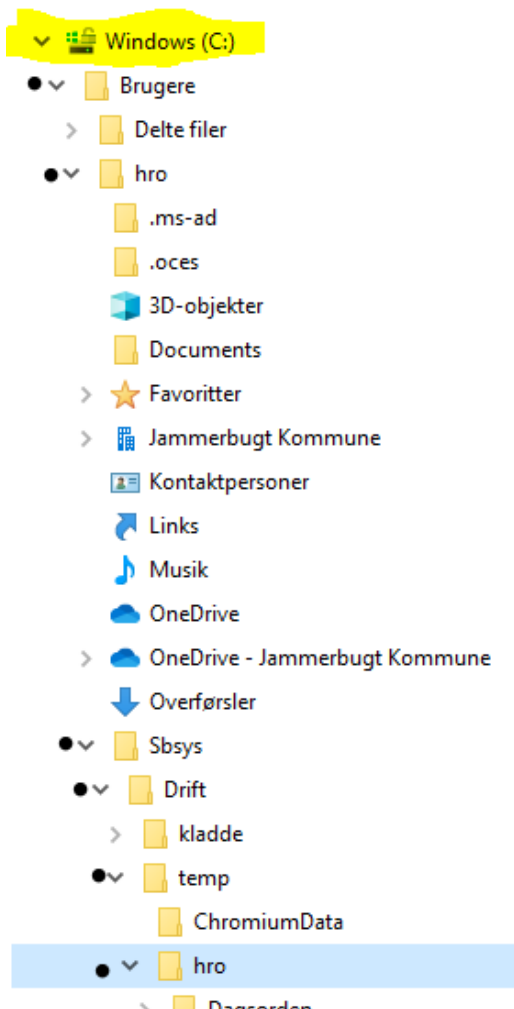 Windows (C:)
Brugere
Delte filer
hro
.ms-ad
.oces
3D-objekter
Documents
Favoritter
Jammerbugt Kommune
Kontaktpersoner
Links
Musik
OneDrive
OneDrive - Jammerbugt Kommune
Overførsler
Sbsys
Drift
kladde
temp
ChromiumData
hro
Dagsorden